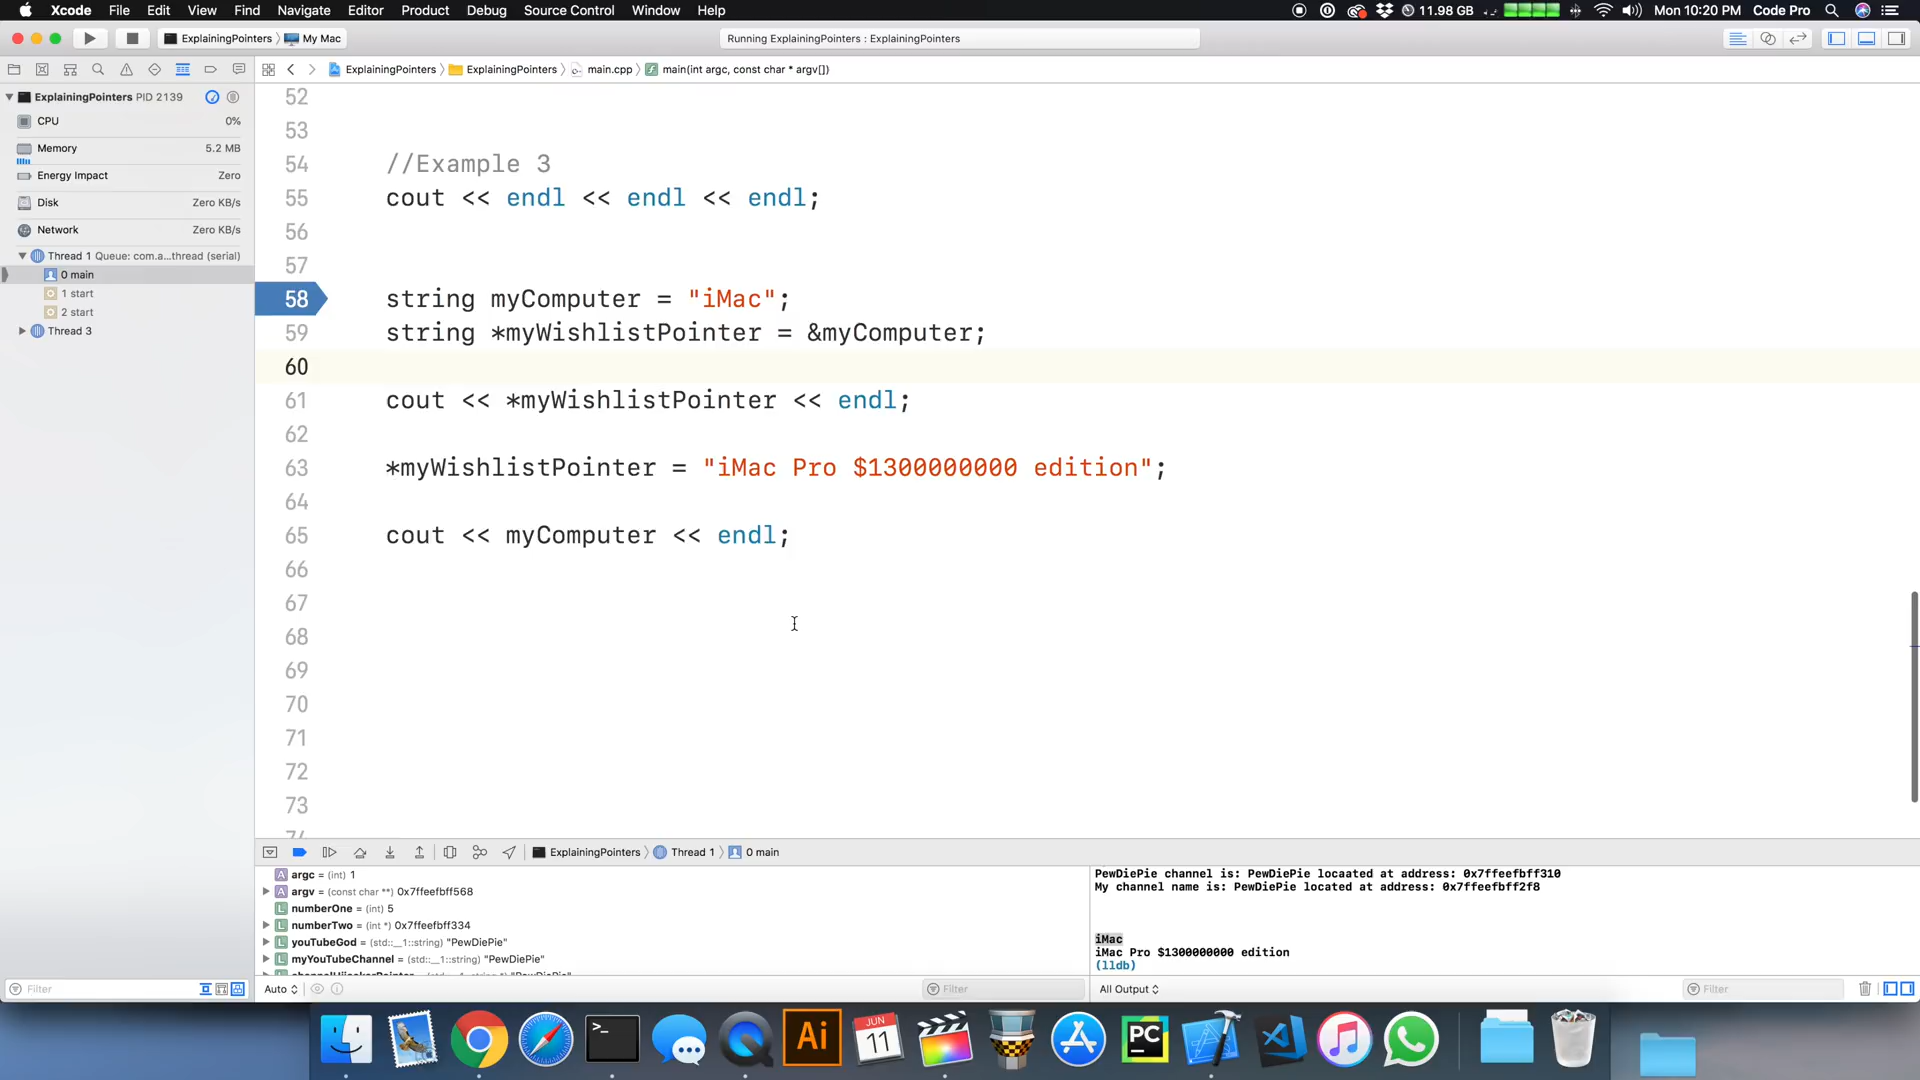 Xcode File Edit View Find Navigate Editor Product Debug Source Control Window Help 11.98 GB Mon 10:20 PM Code Pro
ExplainingPointers My Mac Running ExplainingPointers : ExplainingPointers
ExplainingPointers ExplainingPointers main.cpp main(int argc, const char * argv[])
ExplainingPointers PID 2139
CPU 0%
Memory 5.2 MB
Energy Impact Zero
Disk Zero KB/s
Network Zero KB/s
Thread 1 Queue: com.a...thread (serial)
0 main
1 start
2 start
Thread 3
52
53
54 //Example 3
55 cout << endl << endl << endl;
56
57
58 string myComputer = "iMac";
59 string *myWishlistPointer = &myComputer;
60
61 cout << *myWishlistPointer << endl;
62
63 *myWishlistPointer = "iMac Pro $1300000000 edition";
64
65 cout << myComputer << endl;
66
67
68
69
70
71
72
73
ExplainingPointers Thread 1 0 main
argc = (int) 1
argv = (const char **) 0x7ffeefbff568
numberOne = (int) 5
numberTwo = (int *) 0x7ffeefbff334
youTubeGod = (std::__1::string) "PewDiePie"
myYouTubeChannel = (std::__1::string) "PewDiePie"
PewDiePie channel is: PewDiePie locaated at address: 0x7ffeefbff310
My channel name is: PewDiePie located at address: 0x7ffeefbff2f8
iMac
iMac Pro $1300000000 edition
(lldb)
Filter Auto Filter All Output Filter
>_ Ai JUN 11 PC